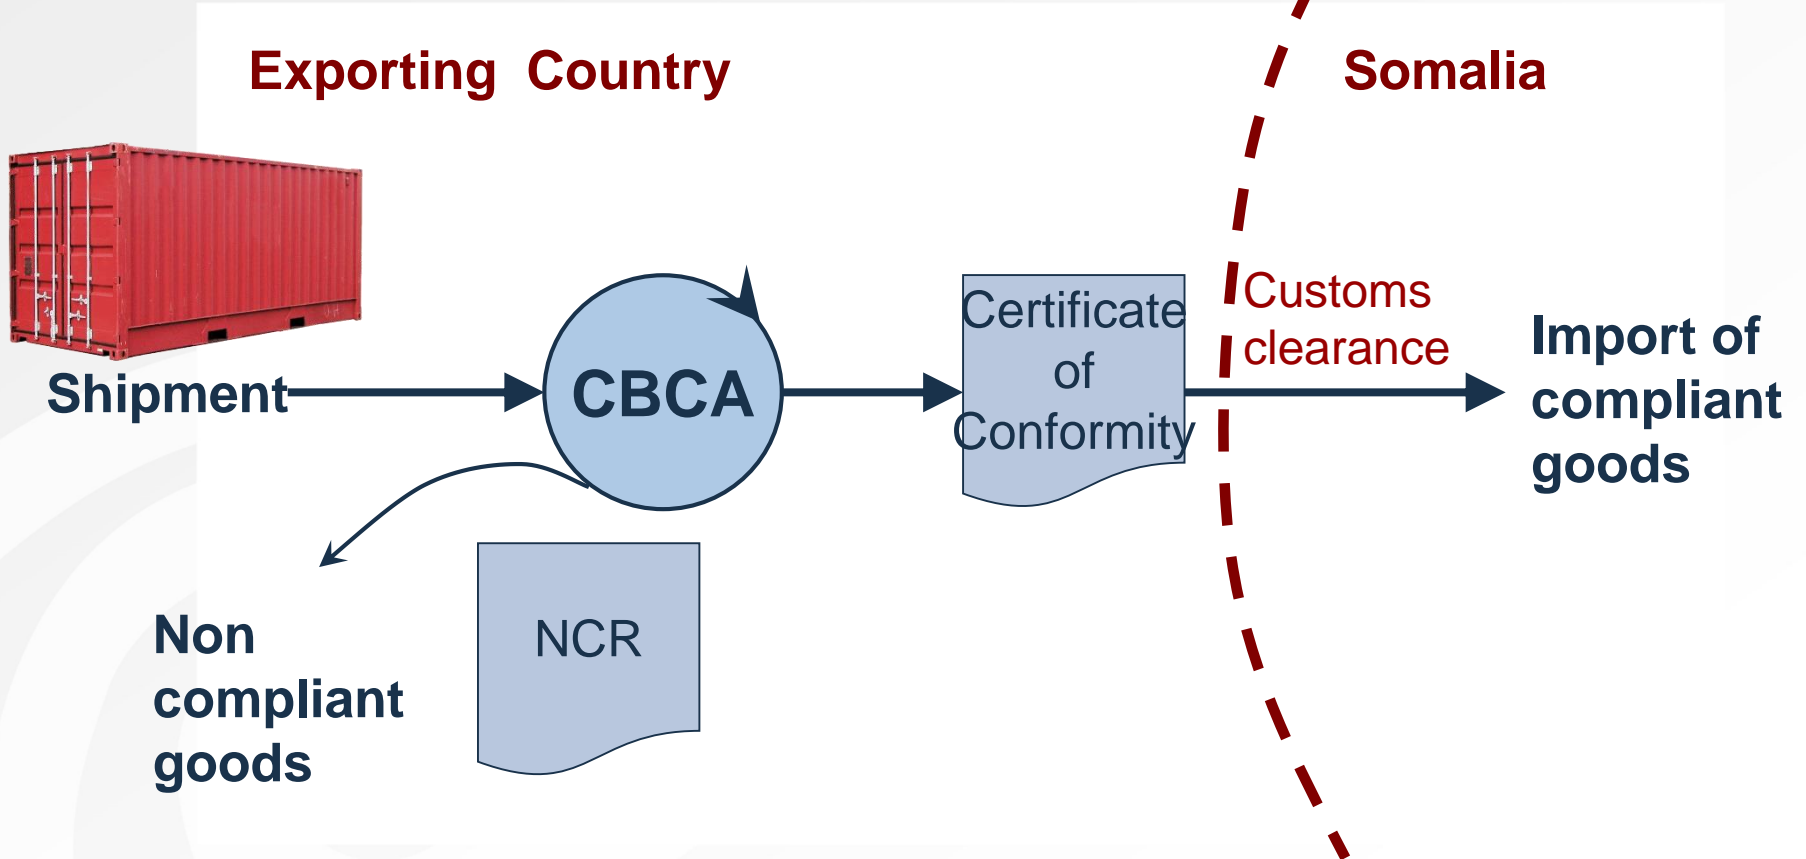 Exporting Country
Somalia
Shipment
CBCA
Certificate
of
Conformity
Customs
clearance
Import of
compliant
goods
Non
compliant
goods
NCR